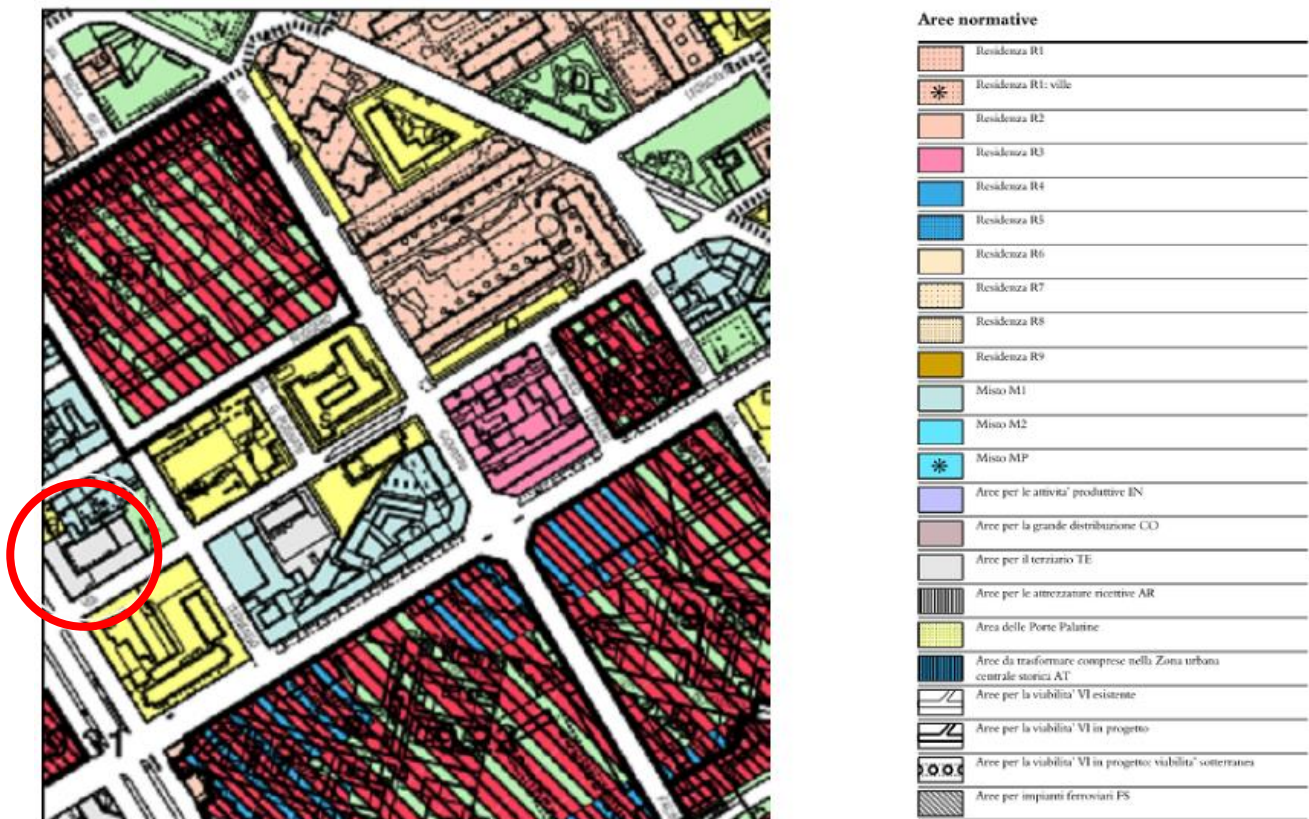 Aree normative
Residenza R1
Residenza R1: ville
Residenza R2
Residenza R3
Residenza R4
Residenza R5
Residenza R6
Residenza R7
Residenza R8
Residenza R9
Misto M1
Misto M2
Misto MP
Aree per le attivita' produttive IN
Aree per la grande distribuzione CO
Aree per il terziario TE
Aree per le attrezzature ricettive AR
Area delle Porte Palatine
Aree da trasformare comprese nella Zona urbana
centrale storica AT
Aree per la viabilita' VI esistente
Aree per la viabilita' VI in progetto
Aree per la viabilita' VI in progetto: viabilita' sotterranea
Aree per impianti ferroviari FS